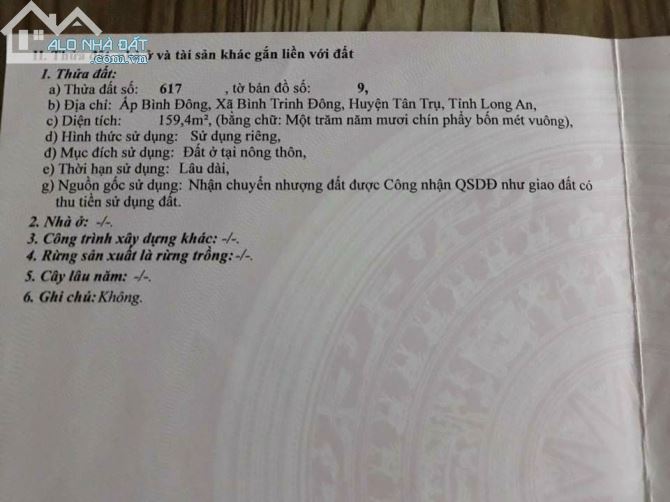 ALO NHÀ ĐẤT
II. Thửa đất, nhà ở và tài sản khác gắn liền với đất
1. Thửa đất:
a) Thửa đất số: 617 , tờ bản đồ số: 9,
b) Địa chỉ: Ấp Bình Đông, Xã Bình Trinh Đông, Huyện Tân Trụ, Tỉnh Long An,
c) Diện tích: 159,4m², (bằng chữ: Một trăm năm mươi chín phẩy bốn mét vuông),
d) Hình thức sử dụng: Sử dụng riêng,
đ) Mục đích sử dụng: Đất ở tại nông thôn,
e) Thời hạn sử dụng: Lâu dài,
g) Nguồn gốc sử dụng: Nhận chuyển nhượng đất được Công nhận QSDĐ như giao đất có
thu tiền sử dụng đất.
2. Nhà ở: -/-.
3. Công trình xây dựng khác: -/-.
4. Rừng sản xuất là rừng trồng: -/-.
5. Cây lâu năm: -/-.
6. Ghi chú: Không.